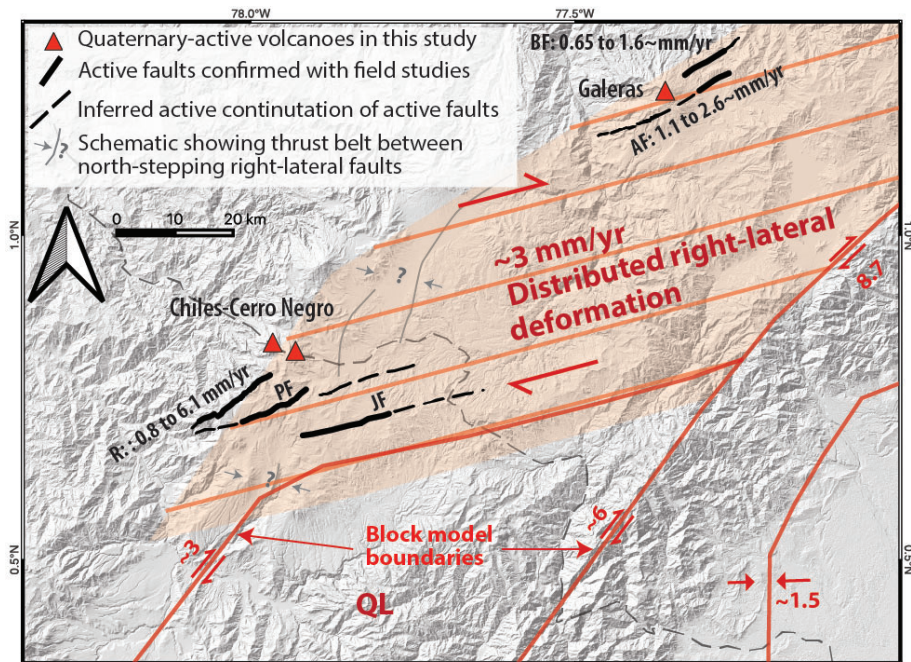 78.0°W
77.5°W
Quaternary-active volcanoes in this study
Active faults confirmed with field studies
Inferred active continutation of active faults
Schematic showing thrust belt between
north-stepping right-lateral faults
?
BF: 0.65 to 1.6~mm/yr
Galeras
AF: 1.1 to 2.6~mm/yr
0 10 20 km
1.0°N
1.0°N
~3 mm/yr
Distributed right-lateral
deformation
8.7
?
Chiles-Cerro Negro
PF
JF
R: :0.8 to 6.1 mm/yr
?
~3
~6
Block model
boundaries
0.5°N
0.5°N
QL
~1.5